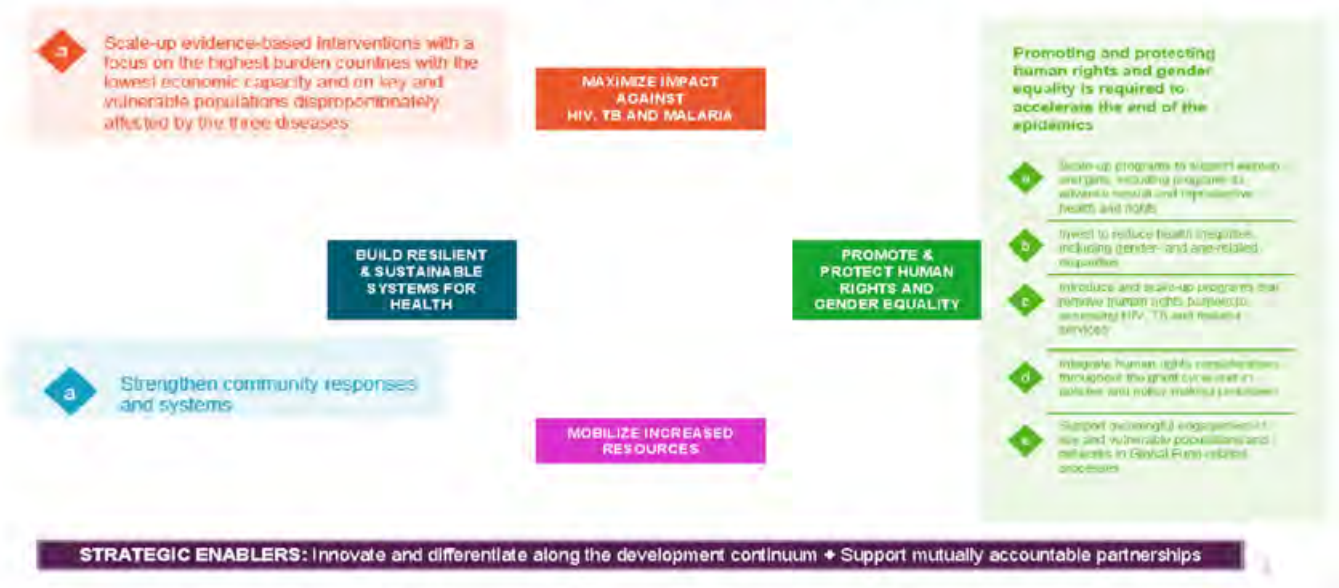 a
Scale-up evidence-based interventions with a
focus on the highest burden countries with the
lowest economic capacity and on key and
vulnerable populations disproportionately
affected by the three diseases
MAXIMIZE IMPACT
AGAINST
HIV, TB AND MALARIA
BUILD RESILIENT
& SUSTAINABLE
SYSTEMS FOR
HEALTH
a
Strengthen community responses
and systems
MOBILIZE INCREASED
RESOURCES
PROMOTE &
PROTECT HUMAN
RIGHTS AND
GENDER EQUALITY
Promoting and protecting
human rights and gender
equality is required to
accelerate the end of the
epidemics
a
Scale-up programs to support women
and girls, including programs to
advance sexual and reproductive
health and rights
b
Invest to reduce health inequities
including gender- and age-related
disparities
c
Introduce and scale-up programs that
remove human rights barriers to
accessing HIV, TB and malaria
services
d
Integrate human rights considerations
throughout the grant cycle and in
policies and policy-making processes
e
Support meaningful engagement of
key and vulnerable populations and
networks in Global Fund-related
processes
STRATEGIC ENABLERS: Innovate and differentiate along the development continuum + Support mutually accountable partnerships